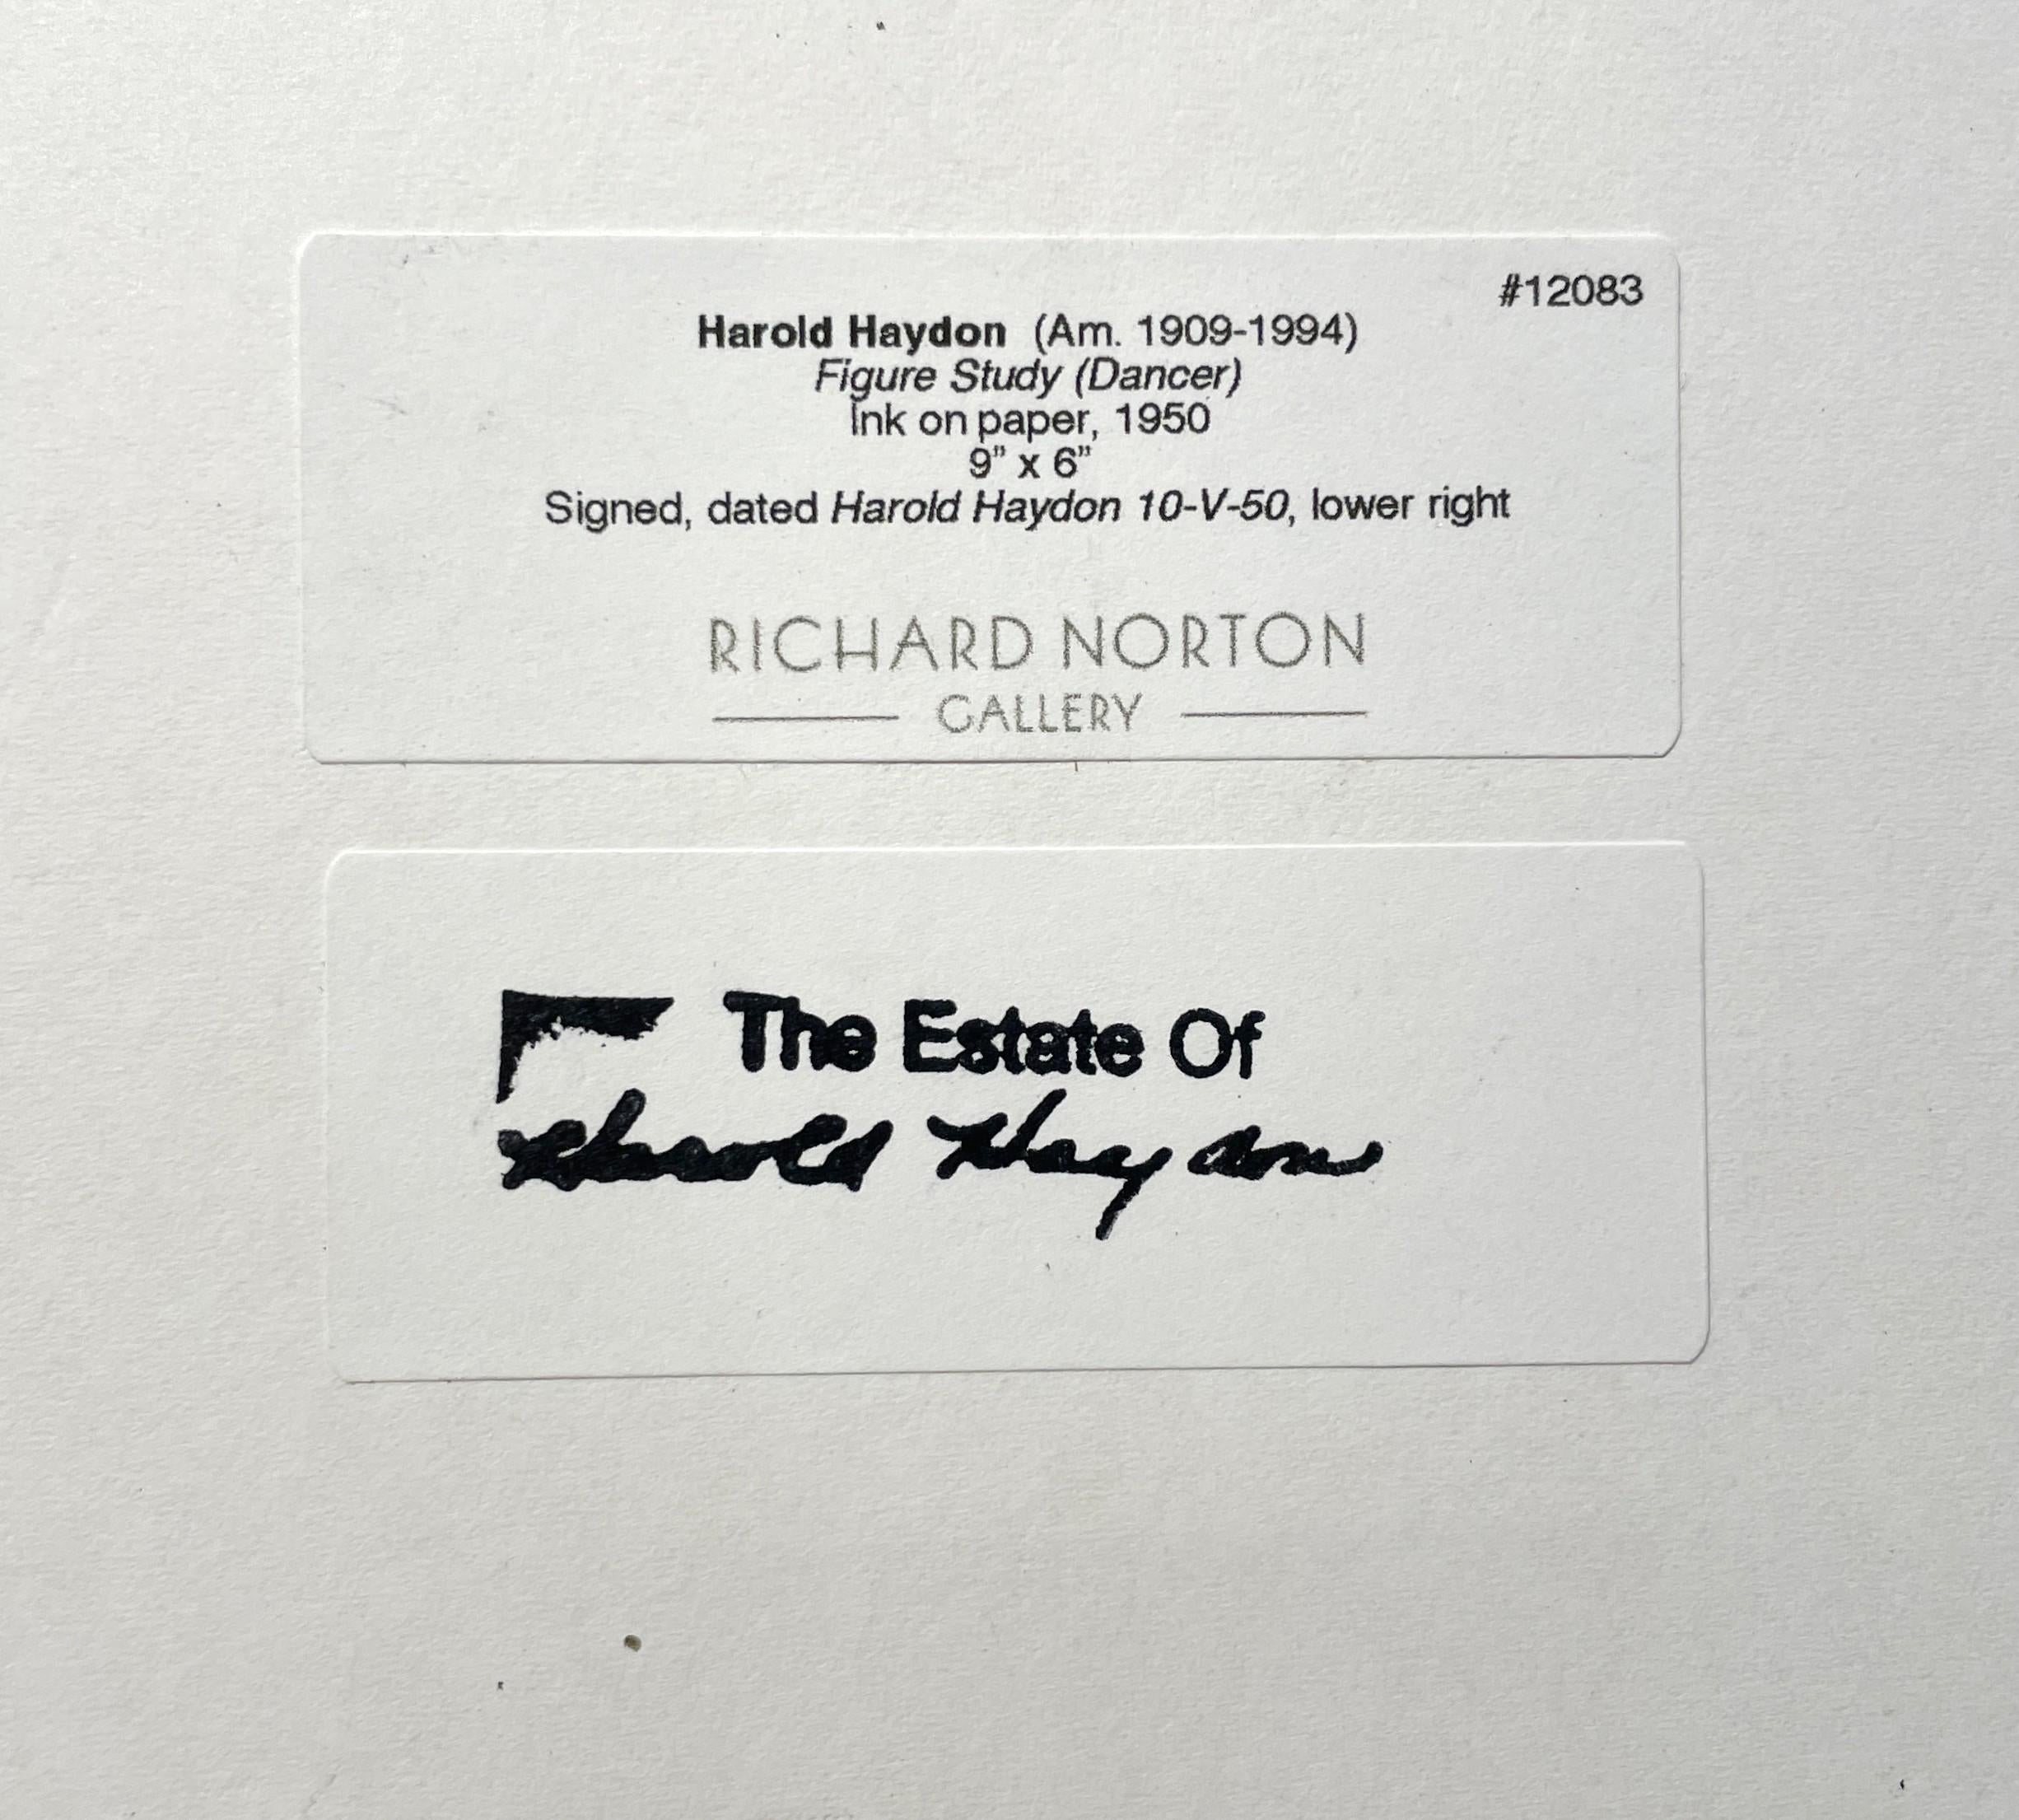 #12083
Harold Haydon (Am. 1909-1994)
Figure Study (Dancer)
Ink on paper, 1950
9” x 6”
Signed, dated Harold Haydon 10-V-50, lower right
RICHARD NORTON
GALLERY
The Estate Of
Harold Haydon